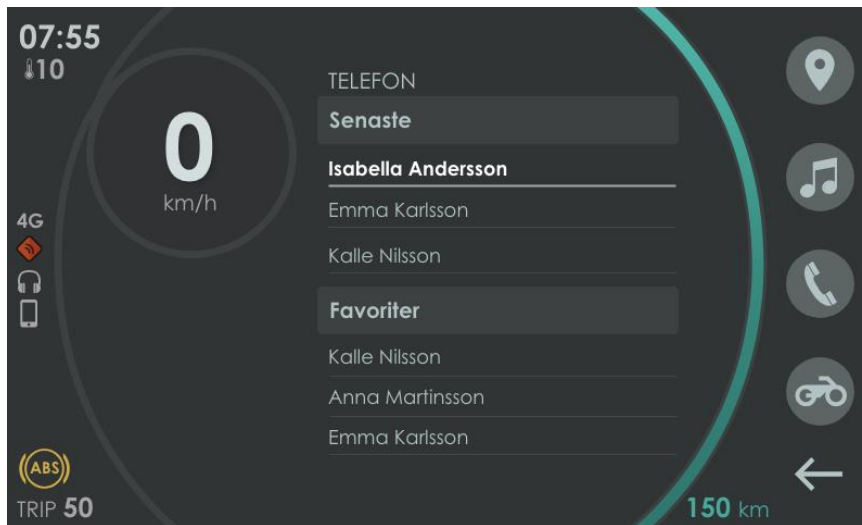 07:55
10
0
km/h
4G
ABS
TRIP 50
TELEFON
Senaste
Isabella Andersson
Emma Karlsson
Kalle Nilsson
Favoriter
Kalle Nilsson
Anna Martinsson
Emma Karlsson
150 km